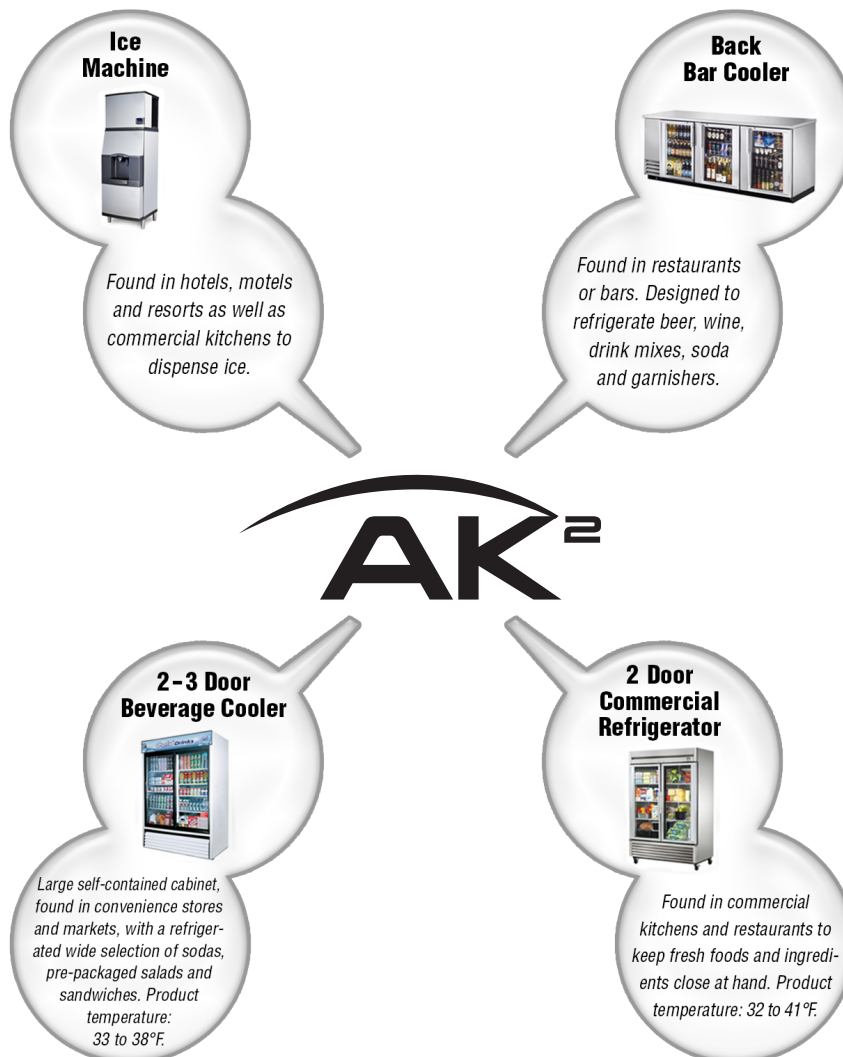 Ice
Machine
Found in hotels, motels
and resorts as well as
commercial kitchens to
dispense ice.
Back
Bar Cooler
Found in restaurants
or bars. Designed to
refrigerate beer, wine,
drink mixes, soda
and garnishers.
AK²
2-3 Door
Beverage Cooler
Large self-contained cabinet,
found in convenience stores
and markets, with a refriger-
ated wide selection of sodas,
pre-packaged salads and
sandwiches. Product
temperature:
33 to 38°F.
2 Door
Commercial
Refrigerator
Found in commercial
kitchens and restaurants to
keep fresh foods and ingredi-
ents close at hand. Product
temperature: 32 to 41°F.